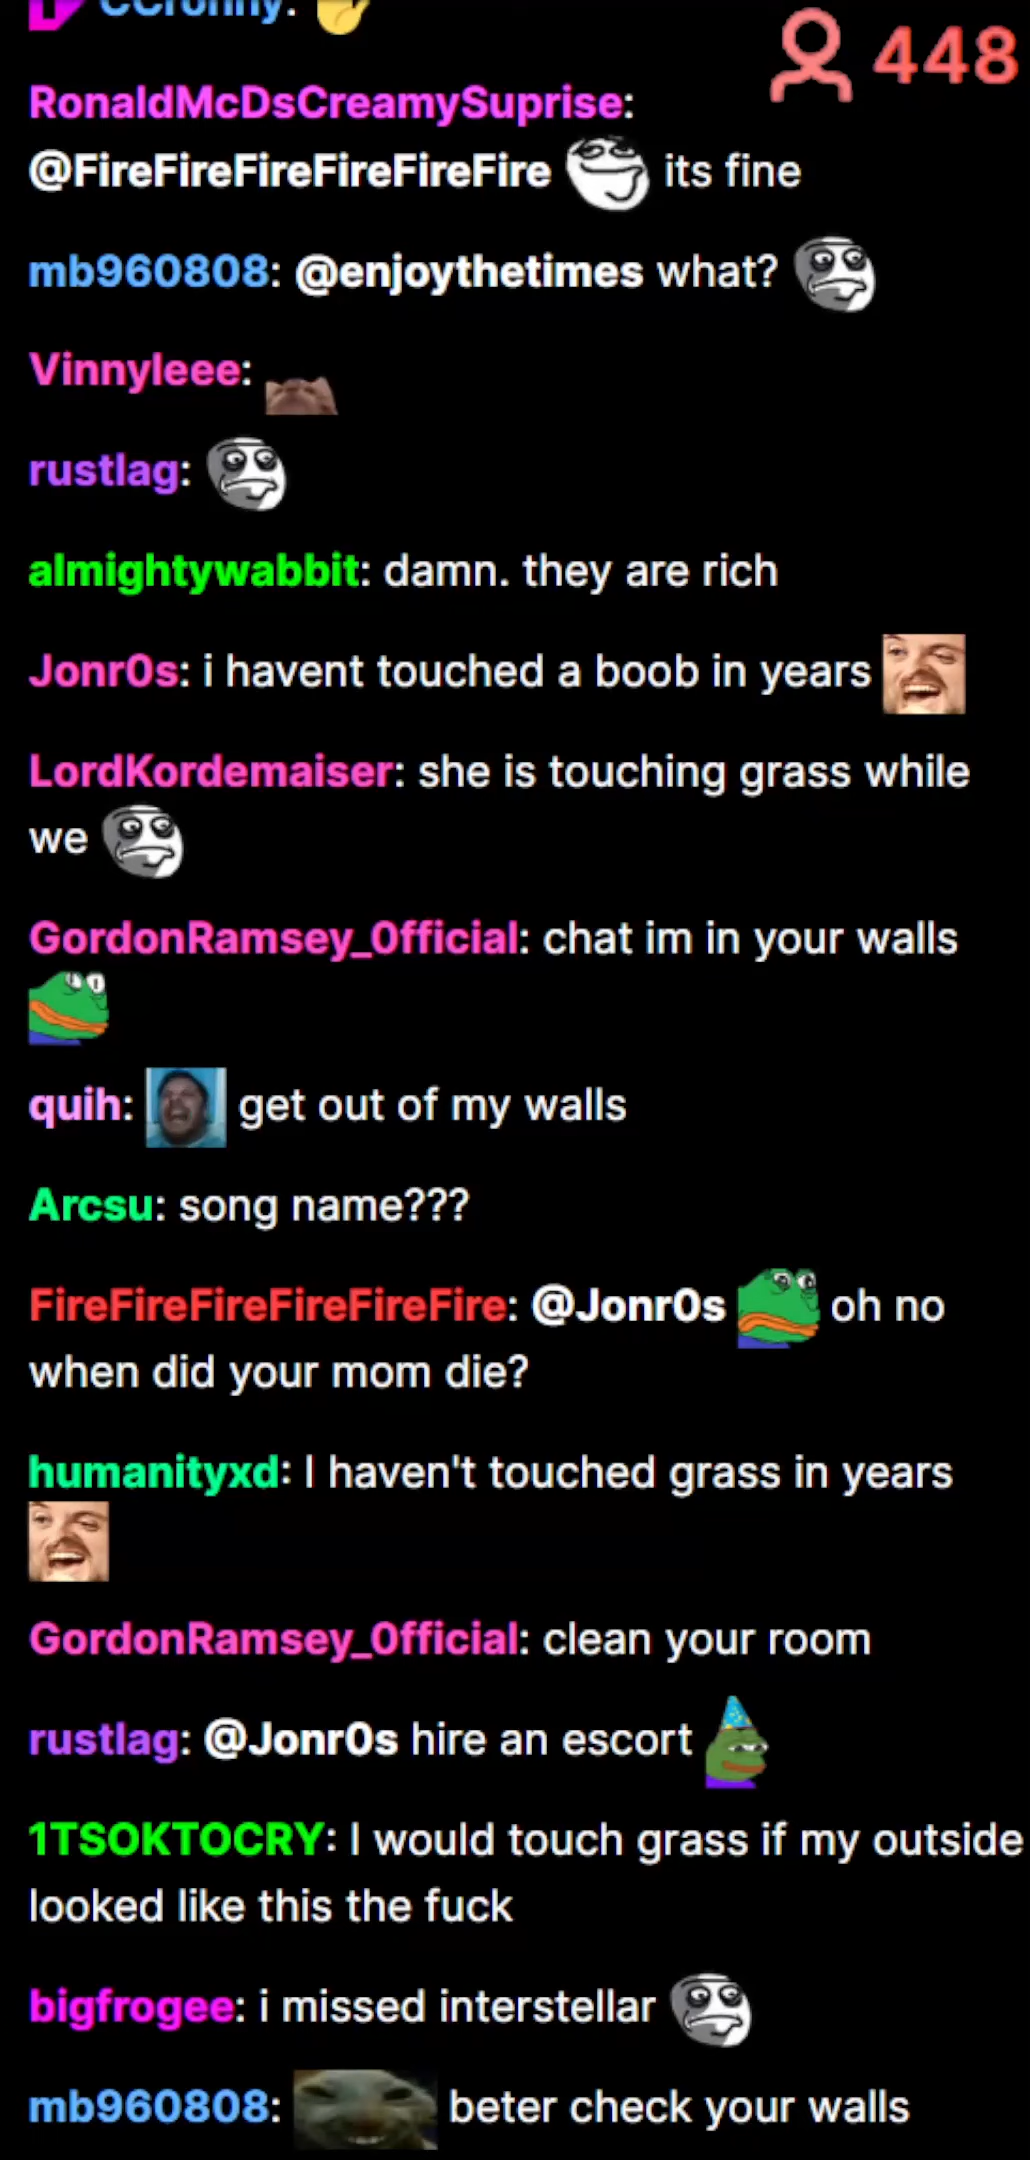 CCronny:
448
RonaldMcDsCreamySuprise:
@FireFireFireFireFireFire its fine
mb960808: @enjoythetimes what?
Vinnyleee:
rustlag:
almightywabbit: damn. they are rich
Jonr0s: i havent touched a boob in years
LordKordemaiser: she is touching grass while
we
GordonRamsey_0fficial: chat im in your walls
quih: get out of my walls
Arcsu: song name???
FireFireFireFireFireFire: @Jonr0s oh no
when did your mom die?
humanityxd: I haven't touched grass in years
GordonRamsey_0fficial: clean your room
rustlag: @Jonr0s hire an escort
1TSOKTOCRY: I would touch grass if my outside
looked like this the fuck
bigfrogee: i missed interstellar
mb960808: beter check your walls